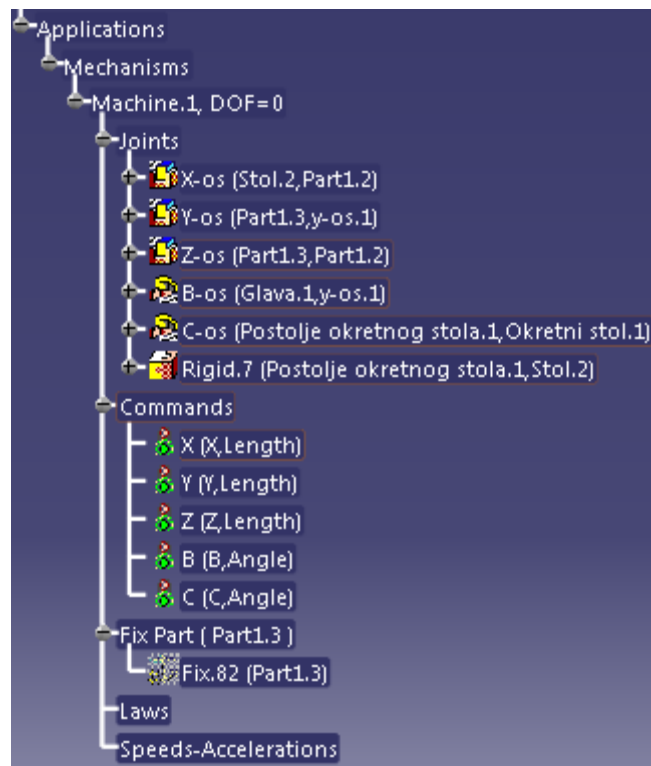 Applications
Mechanisms
Machine.1, DOF=0
Joints
X-os (Stol.2,Part1.2)
Y-os (Part1.3,y-os.1)
Z-os (Part1.3,Part1.2)
B-os (Glava.1,y-os.1)
C-os (Postolje okretnog stola.1,Okretni stol.1)
Rigid.7 (Postolje okretnog stola.1,Stol.2)
Commands
X (X,Length)
Y (Y,Length)
Z (Z,Length)
B (B,Angle)
C (C,Angle)
Fix Part ( Part1.3 )
Fix.82 (Part1.3)
Laws
Speeds-Accelerations